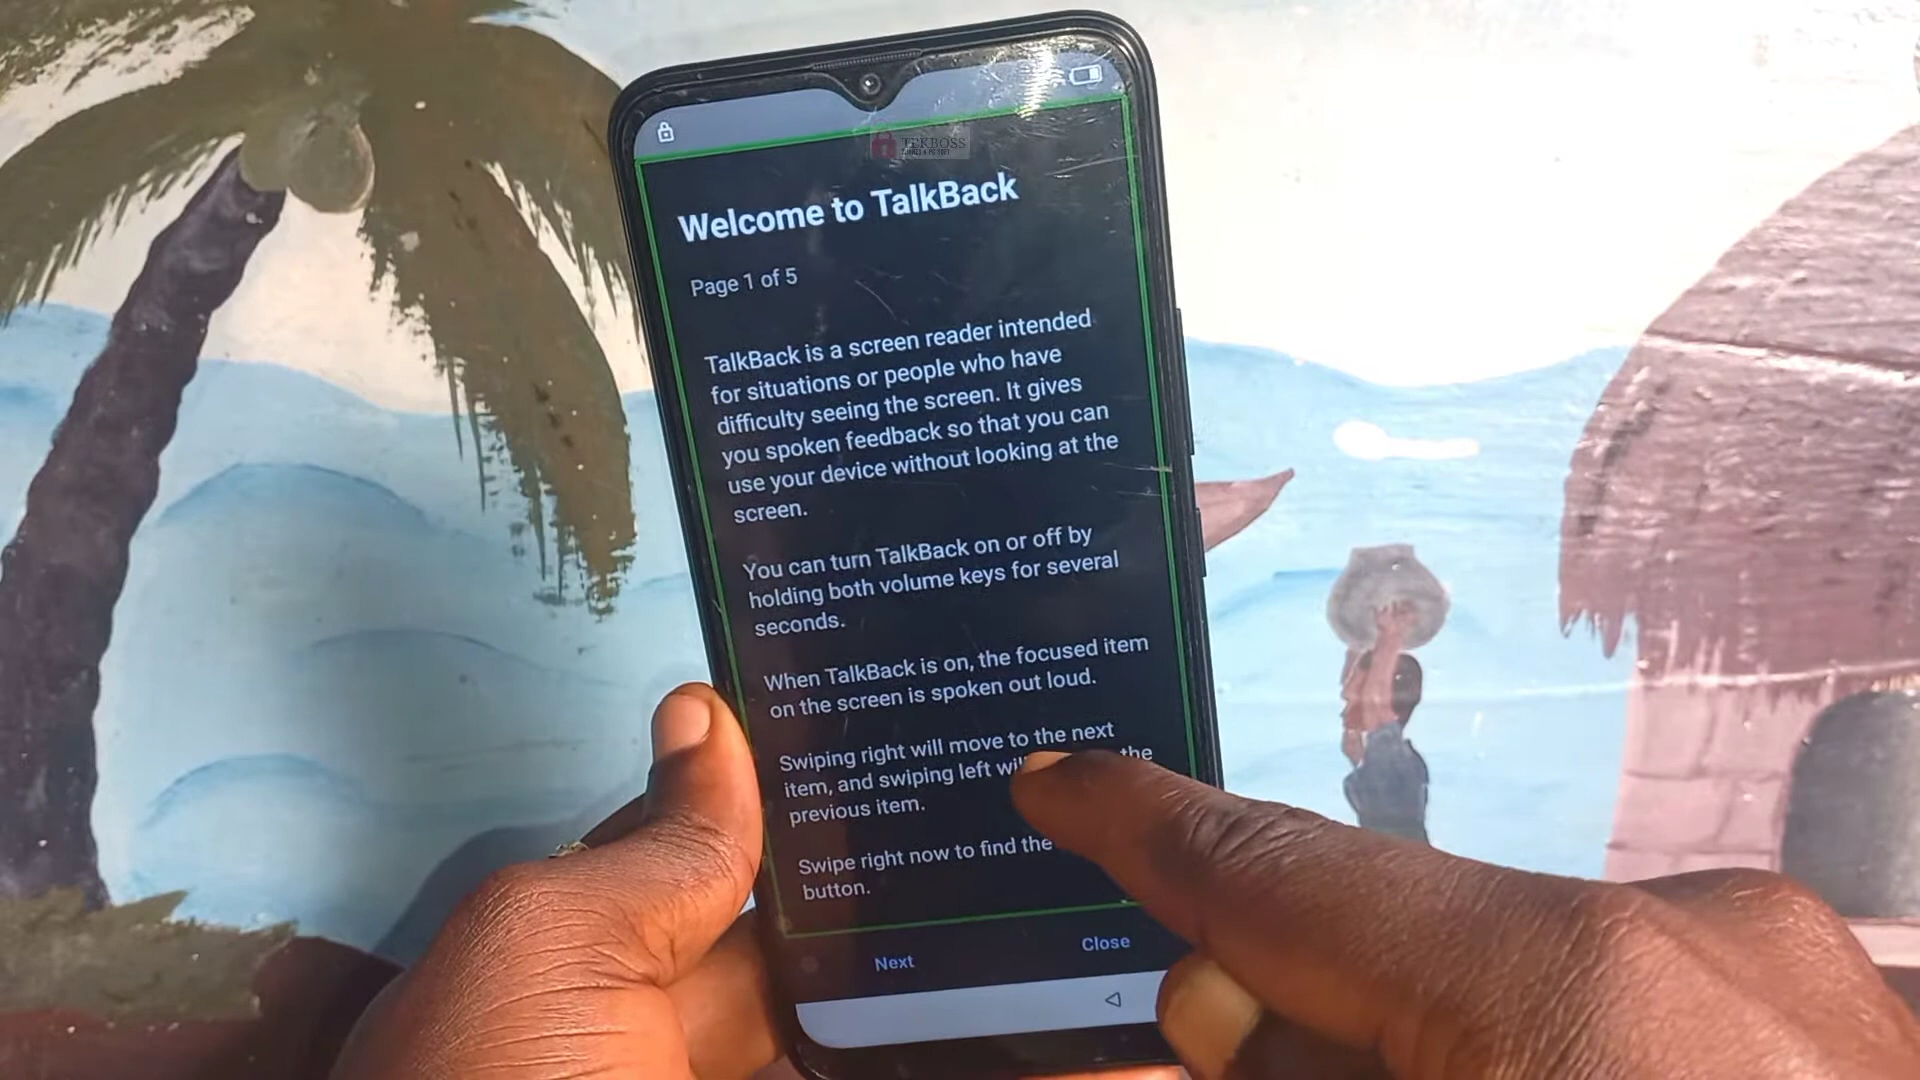 TEKBOSS
Welcome to TalkBack
Page 1 of 5
TalkBack is a screen reader intended
for situations or people who have
difficulty seeing the screen. It gives
you spoken feedback so that you can
use your device without looking at the
screen.
You can turn TalkBack on or off by
holding both volume keys for several
seconds.
When TalkBack is on, the focused item
on the screen is spoken out loud.
Swiping right will move to the next
item, and swiping left the
previous item.
Swipe right now to find the
button.
Next
Close